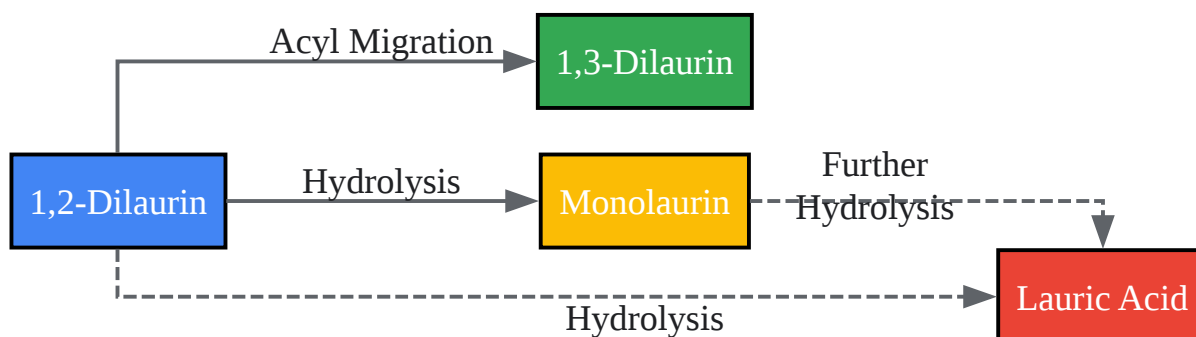 Acyl Migration
1,3-Dilaurin
1,2-Dilaurin
Hydrolysis
Monolaurin
Further
Hydrolysis
Lauric Acid
Hydrolysis